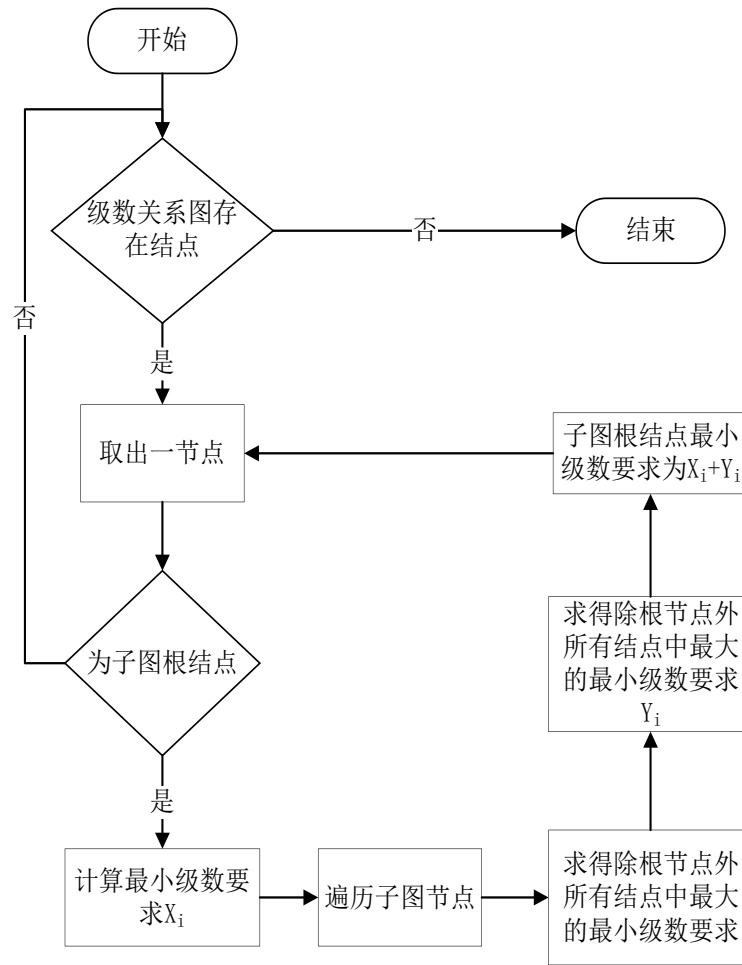 开始
级数关系图存
在结点
否
结束
否
是
取出一节点
子图根结点最小
级数要求为Xi+Yi
为子图根结点
求得除根节点外
所有结点中最大
的最小级数要求
Yi
是
计算最小级数要
求Xi
遍历子图节点
求得除根节点外
所有结点中最大
的最小级数要求